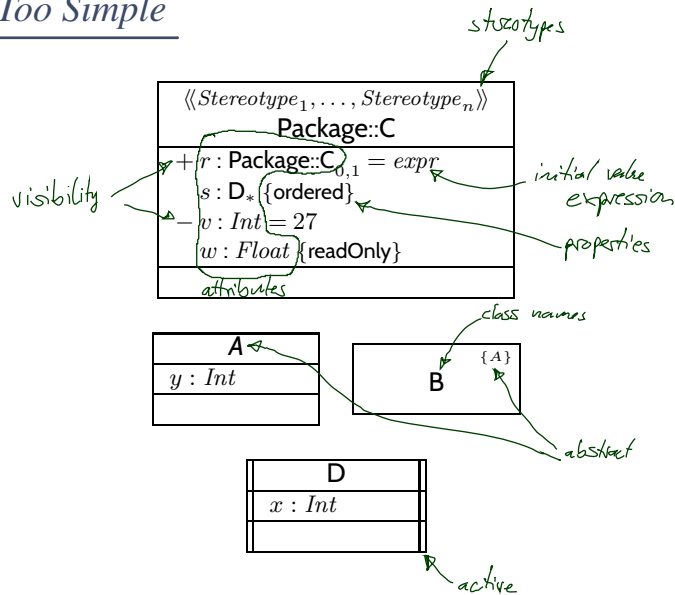 Too Simple
sterotypes
⟪Stereotype₁, . . . , Stereotypeₙ⟫
Package::C
+ r : Package::C₀,₁ = expr
visibility
initial value
expression
s : D∗ {ordered}
− v : Int = 27
properties
w : Float {readOnly}
attributes
class names
A
{A}
B
y : Int
abstract
D
x : Int
active